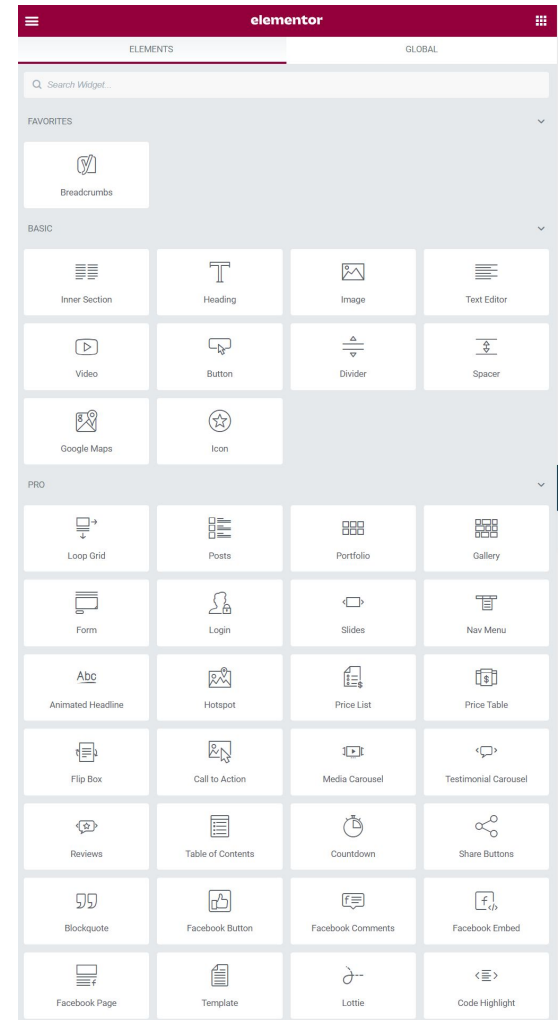 elementor
ELEMENTS GLOBAL
Search Widget...
FAVORITES
Breadcrumbs
BASIC
Inner Section Heading Image Text Editor
Video Button Divider Spacer
Google Maps Icon
PRO
Loop Grid Posts Portfolio Gallery
Form Login Slides Nav Menu
Abc
Animated Headline Hotspot Price List Price Table
Flip Box Call to Action Media Carousel Testimonial Carousel
Reviews Table of Contents Countdown Share Buttons
Blockquote Facebook Button Facebook Comments Facebook Embed
Facebook Page Template Lottie Code Highlight